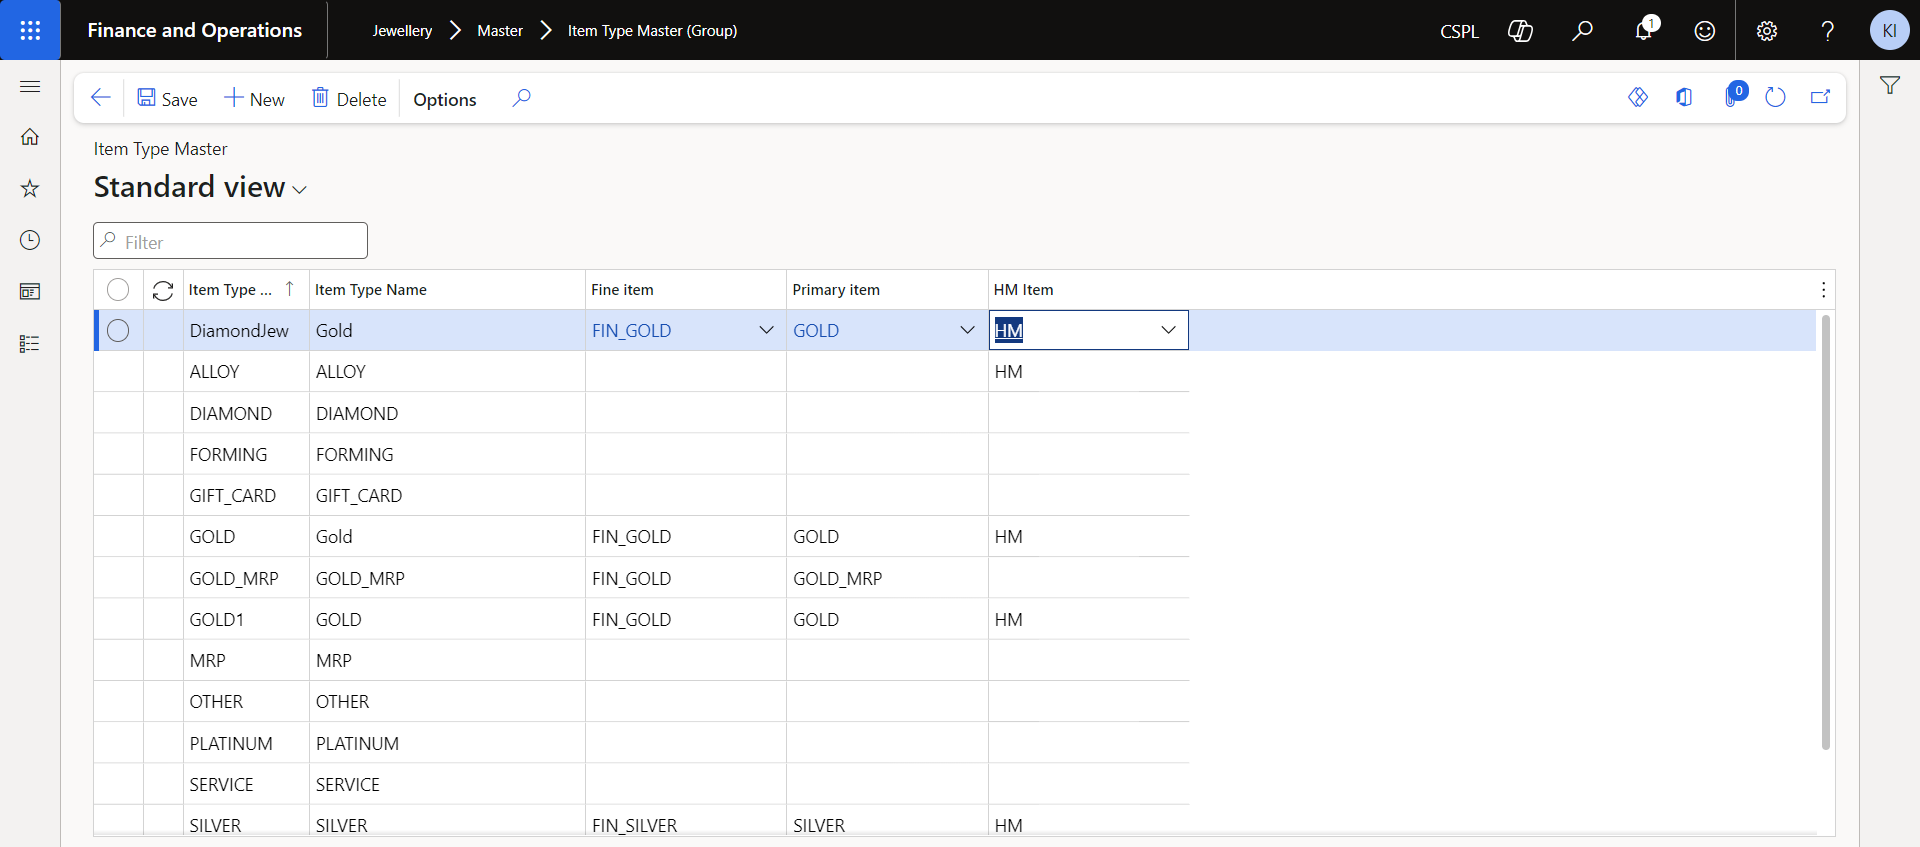 Finance and Operations Jewellery Master Item Type Master (Group) CSPL 1 ? KI
Save New Delete Options 0
Item Type Master
Standard view
Filter
Item Type ... Item Type Name Fine item Primary item HM Item
DiamondJew Gold FIN_GOLD GOLD HM
ALLOY ALLOY HM
DIAMOND DIAMOND
FORMING FORMING
GIFT_CARD GIFT_CARD
GOLD Gold FIN_GOLD GOLD HM
GOLD_MRP GOLD_MRP FIN_GOLD GOLD_MRP
GOLD1 GOLD FIN_GOLD GOLD HM
MRP MRP
OTHER OTHER
PLATINUM PLATINUM
SERVICE SERVICE
SILVER SILVER FIN_SILVER SILVER HM